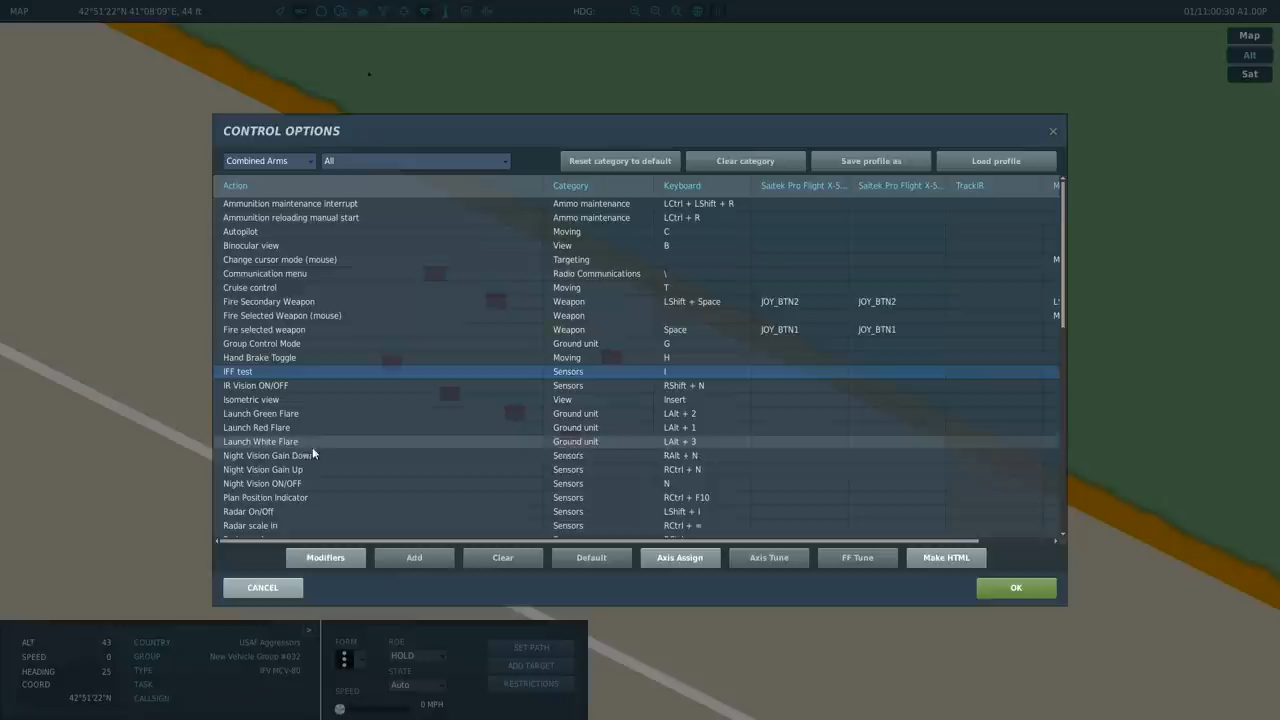 MAP 42°51'22"N 41°08'09"E, 44 ft HDG: 01/11:00:30 A1.00P
Map
Alt
Sat
CONTROL OPTIONS
Combined Arms All Reset category to default Clear category Save profile as Load profile
Action Category Keyboard Saitek Pro Flight X-5... Saitek Pro Flight X-5... TrackIR M
Ammunition maintenance interrupt Ammo maintenance LCtrl + LShift + R
Ammunition reloading manual start Ammo maintenance LCtrl + R
Autopilot Moving C
Binocular view View B
Change cursor mode (mouse) Targeting M
Communication menu Radio Communications \
Cruise control Moving T
Fire Secondary Weapon Weapon LShift + Space JOY_BTN2 JOY_BTN2
Fire Selected Weapon (mouse) Weapon M
Fire selected weapon Weapon Space JOY_BTN1 JOY_BTN1
Group Control Mode Ground unit G
Hand Brake Toggle Moving H
IFF test Sensors I
IR Vision ON/OFF Sensors RShift + N
Isometric view View Insert
Launch Green Flare Ground unit LAlt + 2
Launch Red Flare Ground unit LAlt + 1
Launch White Flare Ground unit LAlt + 3
Night Vision Gain Down Sensors RAlt + N
Night Vision Gain Up Sensors RCtrl + N
Night Vision ON/OFF Sensors N
Plan Position Indicator Sensors RCtrl + F10
Radar On/Off Sensors LShift + I
Radar scale in Sensors RCtrl + =
Modifiers Add Clear Default Axis Assign Axis Tune FF Tune Make HTML
CANCEL OK
ALT 43 COUNTRY USAF Aggressors
SPEED 0 GROUP New Vehicle Group #032
HEADING 25 TYPE IFV MCV-80
COORD TASK
42°51'22"N CALLSIGN
FORM ROE SET PATH
HOLD
STATE ADD TARGET
Auto RESTRICTIONS
SPEED
0 MPH